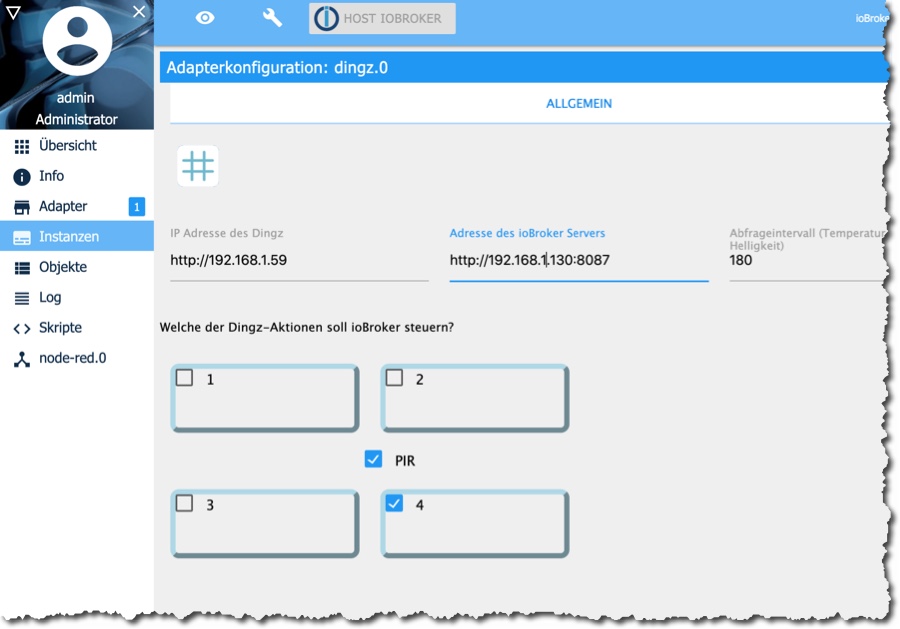 HOST IOBROKER
admin
Administrator
Übersicht
Info
Adapter 1
Instanzen
Objekte
Log
Skripte
node-red.0
Adapterkonfiguration: dingz.0
ALLGEMEIN
IP Adresse des Dingz
http://192.168.1.59
Adresse des ioBroker Servers
http://192.168.1.130:8087
Abfrageintervall (Temperatur
Helligkeit)
180
Welche der Dingz-Aktionen soll ioBroker steuern?
1
2
PIR
3
4